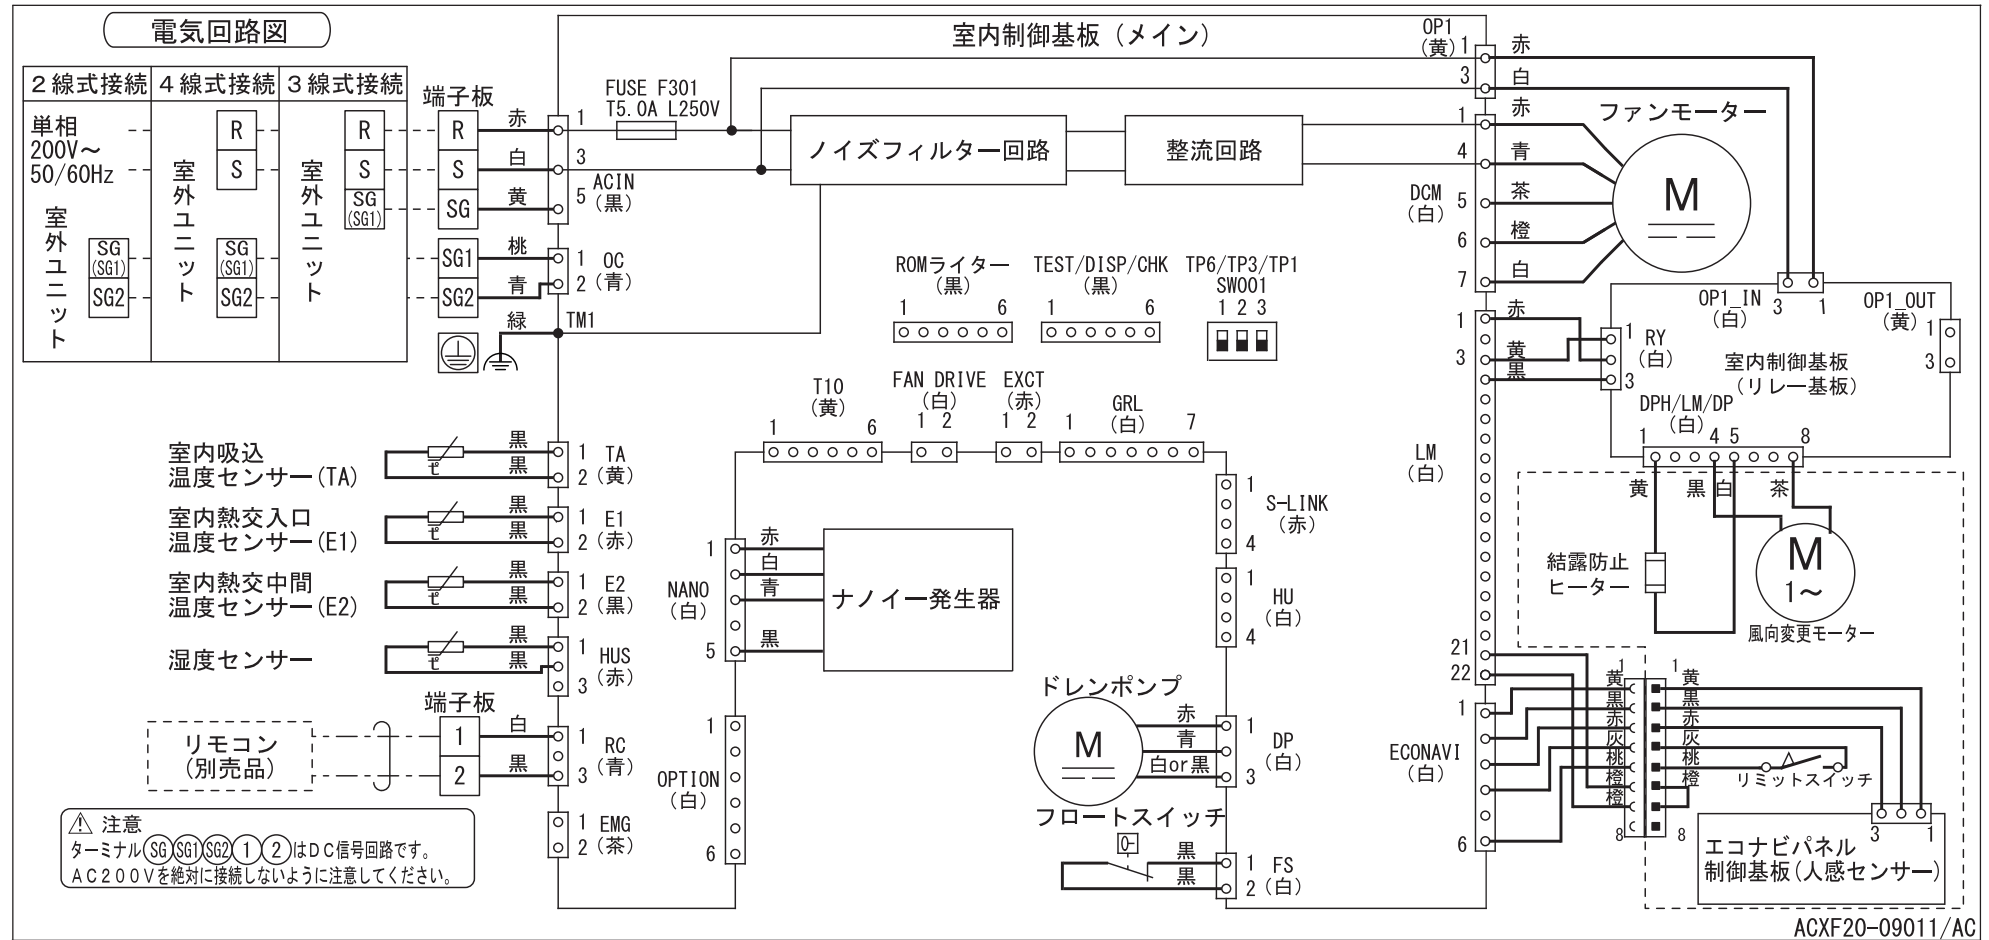 電気回路図
2線式接続 4線式接続 3線式接続
単相
200V～
50/60Hz
室外ユニット
SG
(SG1)
SG2
室外ユニット
R
S
SG
(SG1)
SG2
室外ユニット
R
S
SG
(SG1)
端子板
R
S
SG
SG1
SG2
赤
白
黄
桃
青
緑
1
3
5
ACIN
(黒)
1
2
OC
(青)
TM1
室内制御基板（メイン）
FUSE F301
T5.0A L250V
ノイズフィルター回路
整流回路
OP1
(黄)
1
3
赤
白
1
4
5
6
7
DCM
(白)
赤
青
茶
橙
白
ファンモーター
M
ROMライター
(黒)
1 6
TEST/DISP/CHK
(黒)
1 6
TP6/TP3/TP1
SW001
1 2 3
T10
(黄)
1 6
FAN DRIVE
(白)
1 2
EXCT
(赤)
1 2
GRL
(白)
1 7
1
3
赤
黄
黒
LM
(白)
21
22
1
3
RY
(白)
OP1_IN
(白)
3 1
OP1_OUT
(黄)
1
3
室内制御基板
(リレー基板)
DPH/LM/DP
(白)
1 4 5 8
黄 黒 白 茶
結露防止
ヒーター
M
1～
風向変更モーター
室内吸込
温度センサー(TA)
ﾋﾟ
黒
黒
1
2
TA
(黄)
室内熱交入口
温度センサー(E1)
黒
黒
1
2
E1
(赤)
室内熱交中間
温度センサー(E2)
黒
黒
1
2
E2
(黒)
湿度センサー
黒
黒
1
3
HUS
(赤)
端子板
1
2
リモコン
(別売品)
白
黒
1
3
RC
(青)
1
2
EMG
(茶)
NANO
(白)
1
5
赤
白
青
黒
ナノイー発生器
OPTION
(白)
1
6
S-LINK
(赤)
1
4
HU
(白)
1
4
ドレンポンプ
M
赤
青
白or黒
1
3
DP
(白)
フロートスイッチ
黒
黒
1
2
FS
(白)
ECONAVI
(白)
1
6
1 1
黄 黄
黒 黒
赤 赤
灰 灰
桃 桃
橙 橙
橙
8 8
リミットスイッチ
3 1
エコナビパネル
制御基板(人感センサー)
注意
ターミナル SG SG1 SG2 1 2 はDC信号回路です。
AC200Vを絶対に接続しないように注意してください。
ACXF20-09011/AC